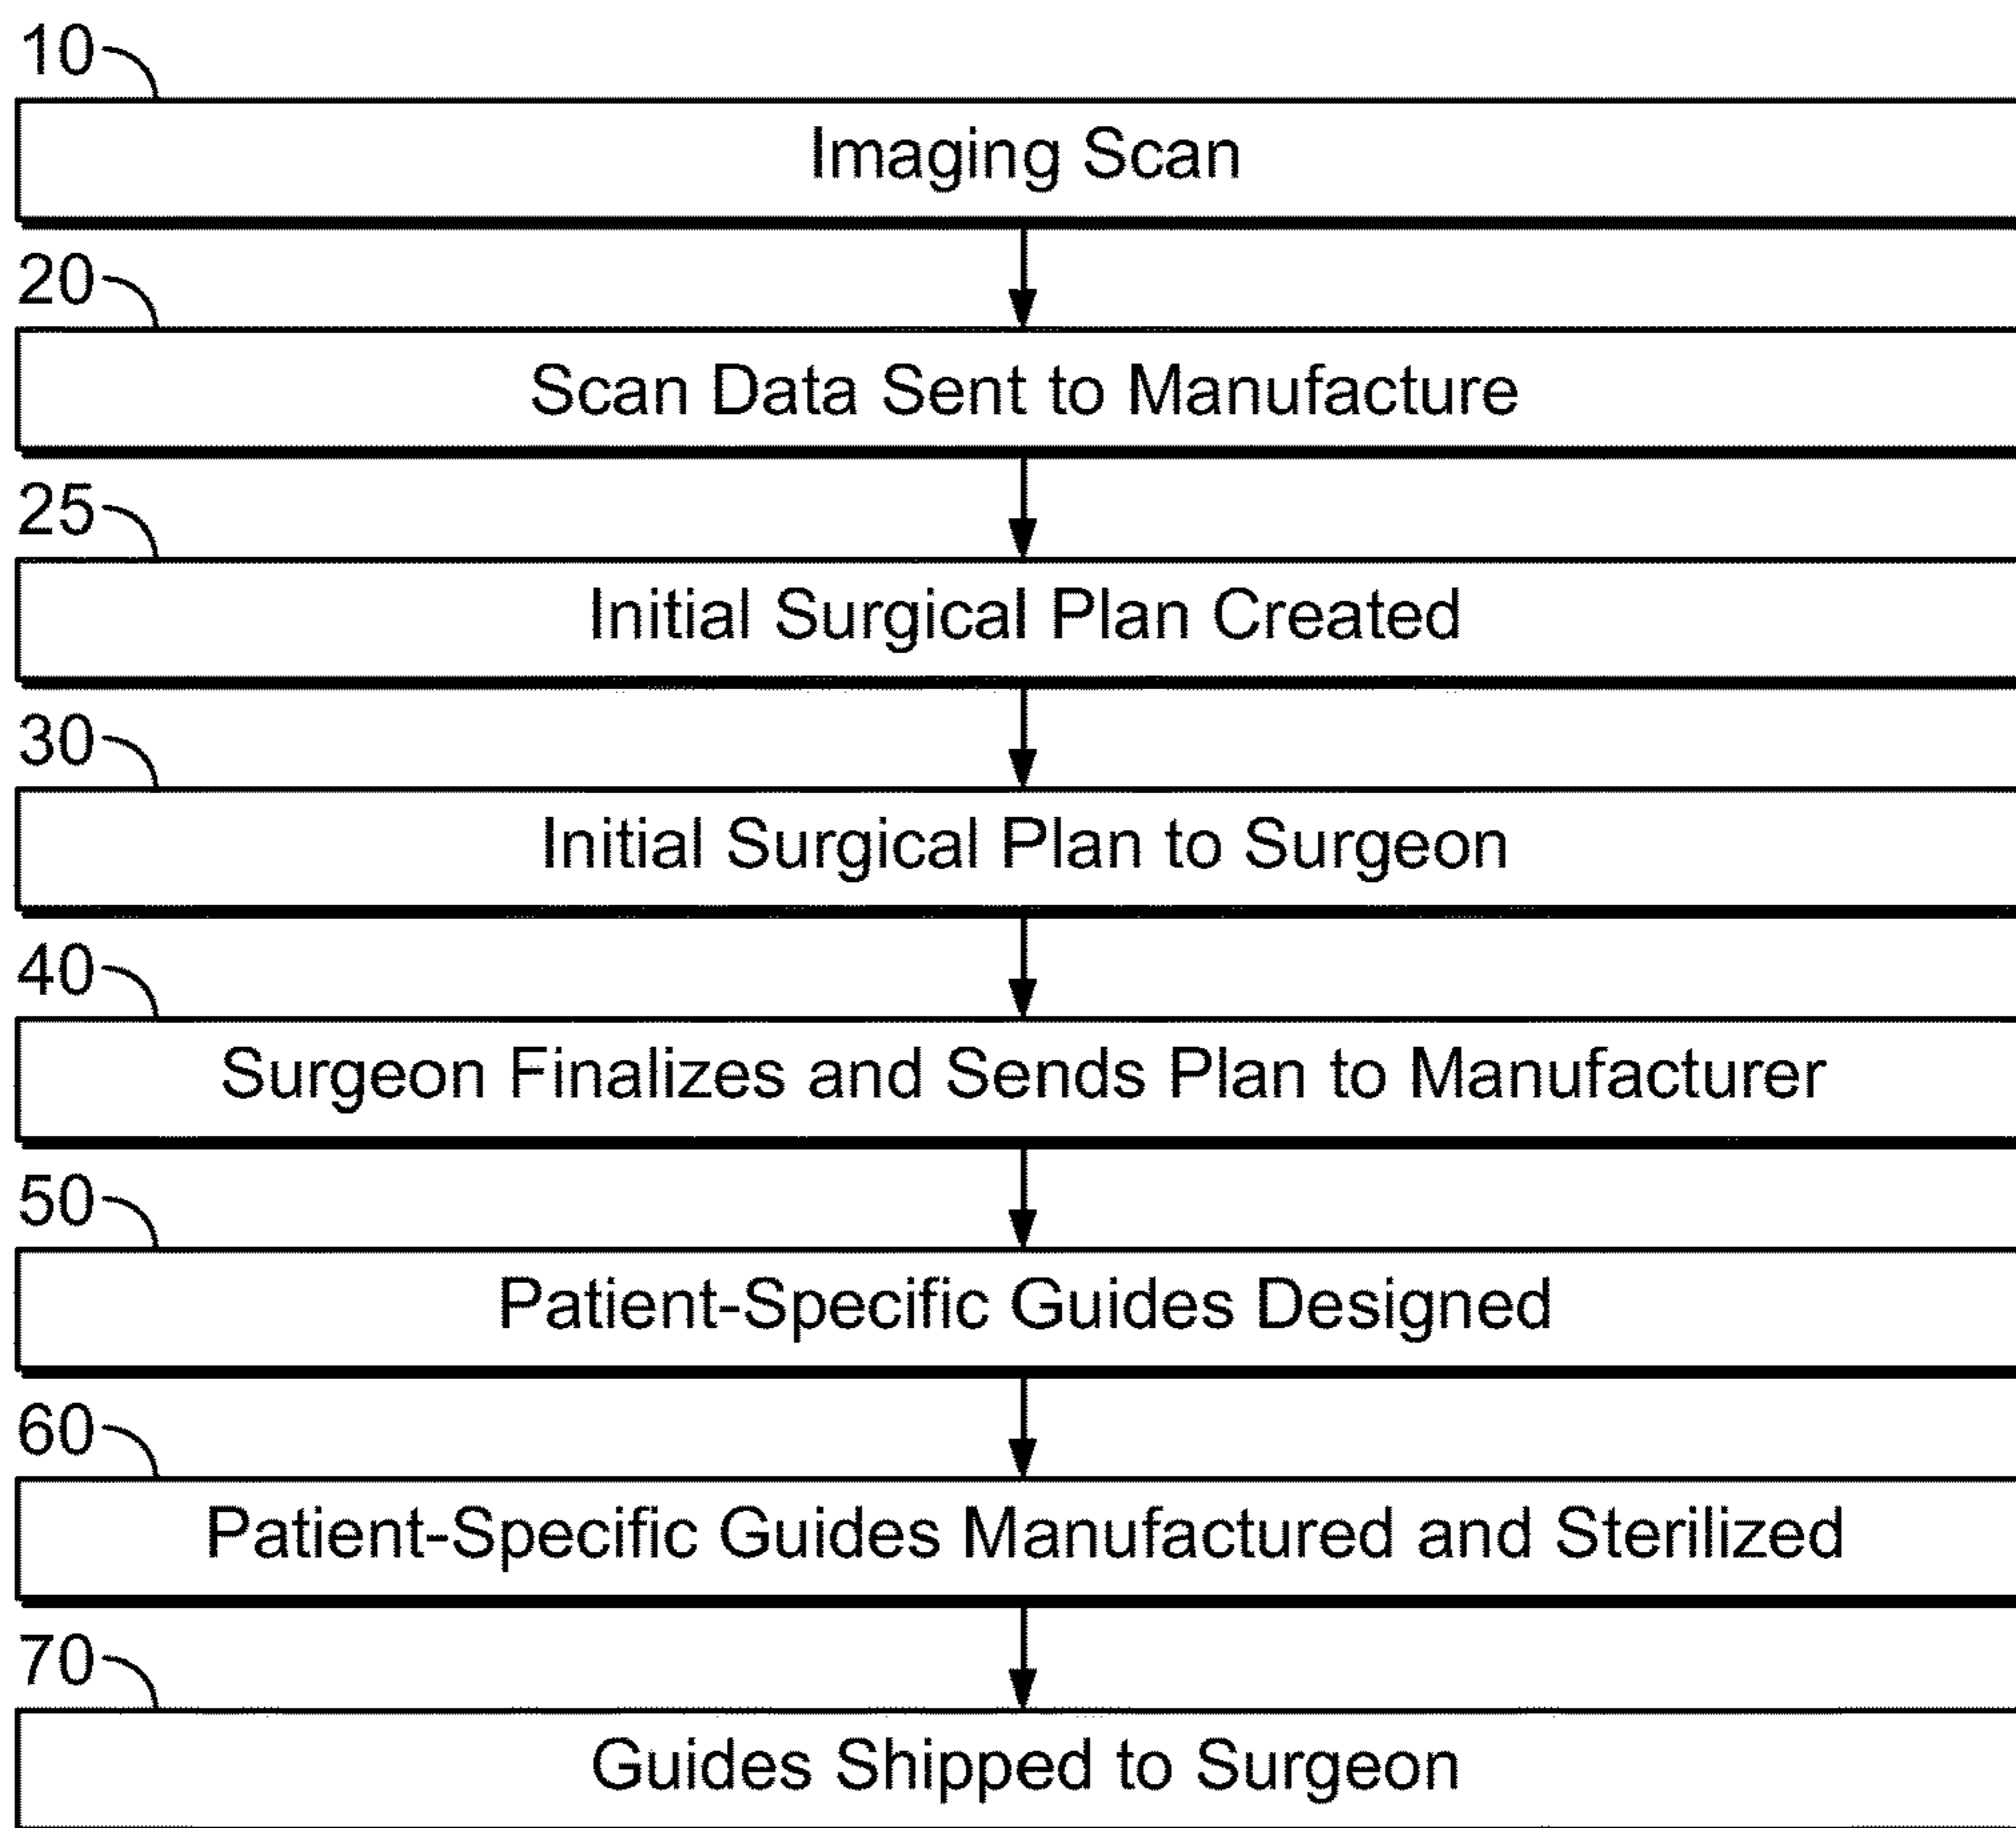 10
Imaging Scan
20
Scan Data Sent to Manufacture
25
Initial Surgical Plan Created
30
Initial Surgical Plan to Surgeon
40
Surgeon Finalizes and Sends Plan to Manufacturer
50
Patient-Specific Guides Designed
60
Patient-Specific Guides Manufactured and Sterilized
70
Guides Shipped to Surgeon